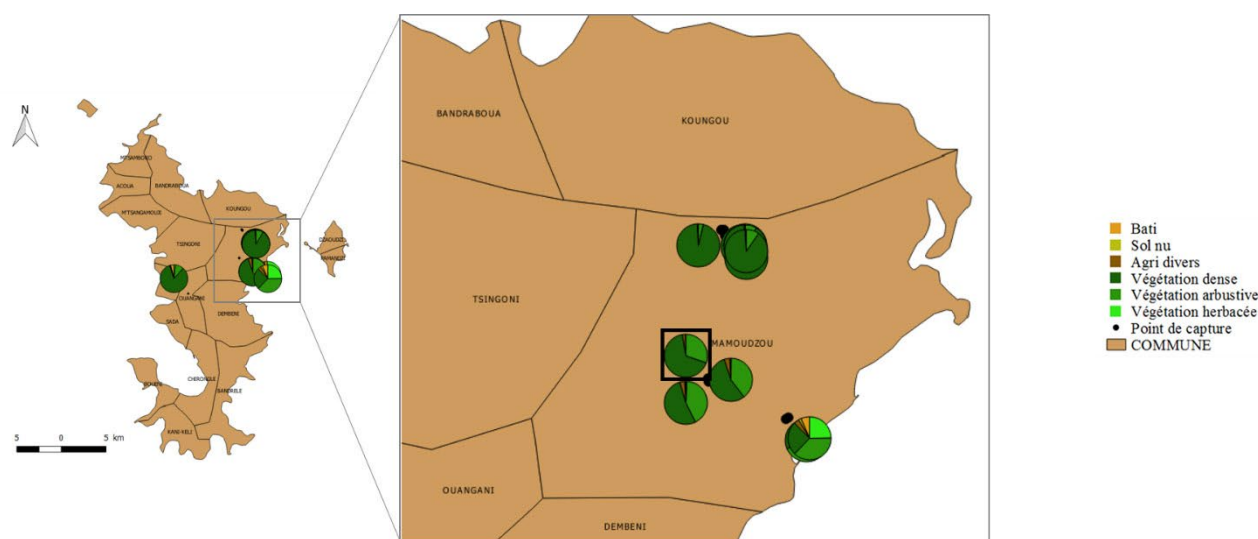 N
MTSAMBORO
ACOUA
BANDRABOUA
M'TSANGAMOUJI
KOUNGOU
TSINGONI
DZAOUDZI
PAMANDZI
OUANGANI
DEMBENI
SADA
CHIRONGUI
BOUENI
BANDRELE
KANI-KELI
5 0 5 km
BANDRABOUA
KOUNGOU
TSINGONI
MAMOUDZOU
OUANGANI
DEMBENI
Bati
Sol nu
Agri divers
Végétation dense
Végétation arbustive
Végétation herbacée
Point de capture
COMMUNE